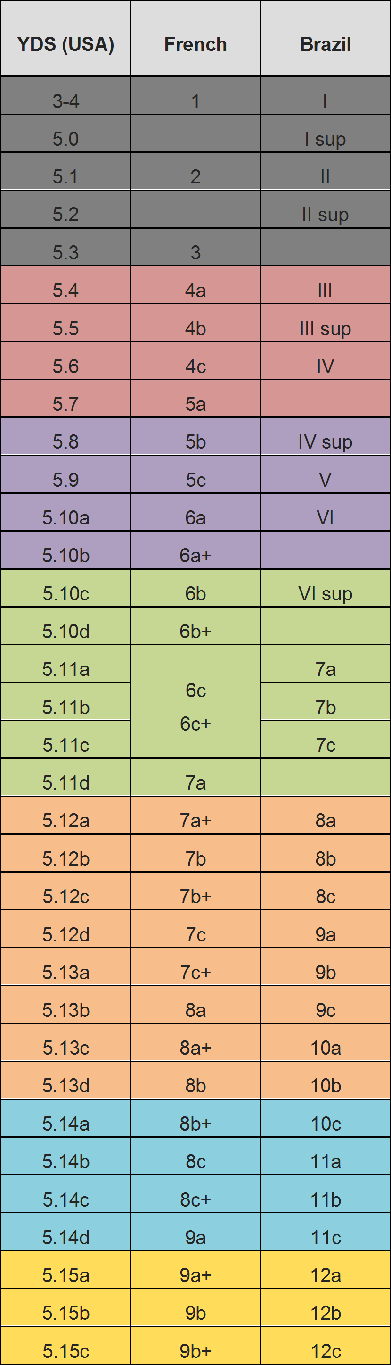 YDS (USA) French Brazil
3-4 1 I
5.0 I sup
5.1 2 II
5.2 II sup
5.3 3
5.4 4a III
5.5 4b III sup
5.6 4c IV
5.7 5a
5.8 5b IV sup
5.9 5c V
5.10a 6a VI
5.10b 6a+
5.10c 6b VI sup
5.10d 6b+
5.11a 7a
6c
5.11b 7b
6c+
5.11c 7c
5.11d 7a
5.12a 7a+ 8a
5.12b 7b 8b
5.12c 7b+ 8c
5.12d 7c 9a
5.13a 7c+ 9b
5.13b 8a 9c
5.13c 8a+ 10a
5.13d 8b 10b
5.14a 8b+ 10c
5.14b 8c 11a
5.14c 8c+ 11b
5.14d 9a 11c
5.15a 9a+ 12a
5.15b 9b 12b
5.15c 9b+ 12c